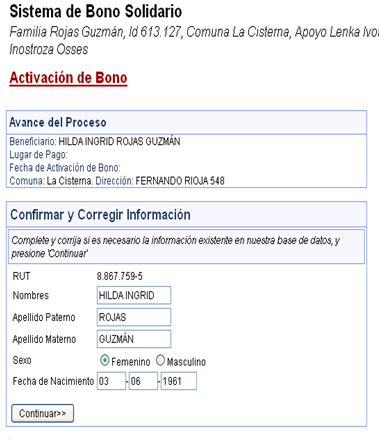 Sistema de Bono Solidario
Familia Rojas Guzmán, Id 613.127, Comuna La Cisterna, Apoyo Lenka Ivo
Inostroza Osses
Activación de Bono
Avance del Proceso
Beneficiario: HILDA INGRID ROJAS GUZMÁN
Lugar de Pago:
Fecha de Activación de Bono:
Comuna: La Cisterna. Dirección: FERNANDO RIOJA 548
Confirmar y Corregir Información
Complete y corrija si es necesario la información existente en nuestra base de datos, y
presione 'Continuar'
RUT 8.867.759-5
Nombres HILDA INGRID
Apellido Paterno ROJAS
Apellido Materno GUZMÁN
Sexo Femenino Masculino
Fecha de Nacimiento 03 - 06 - 1961
Continuar>>